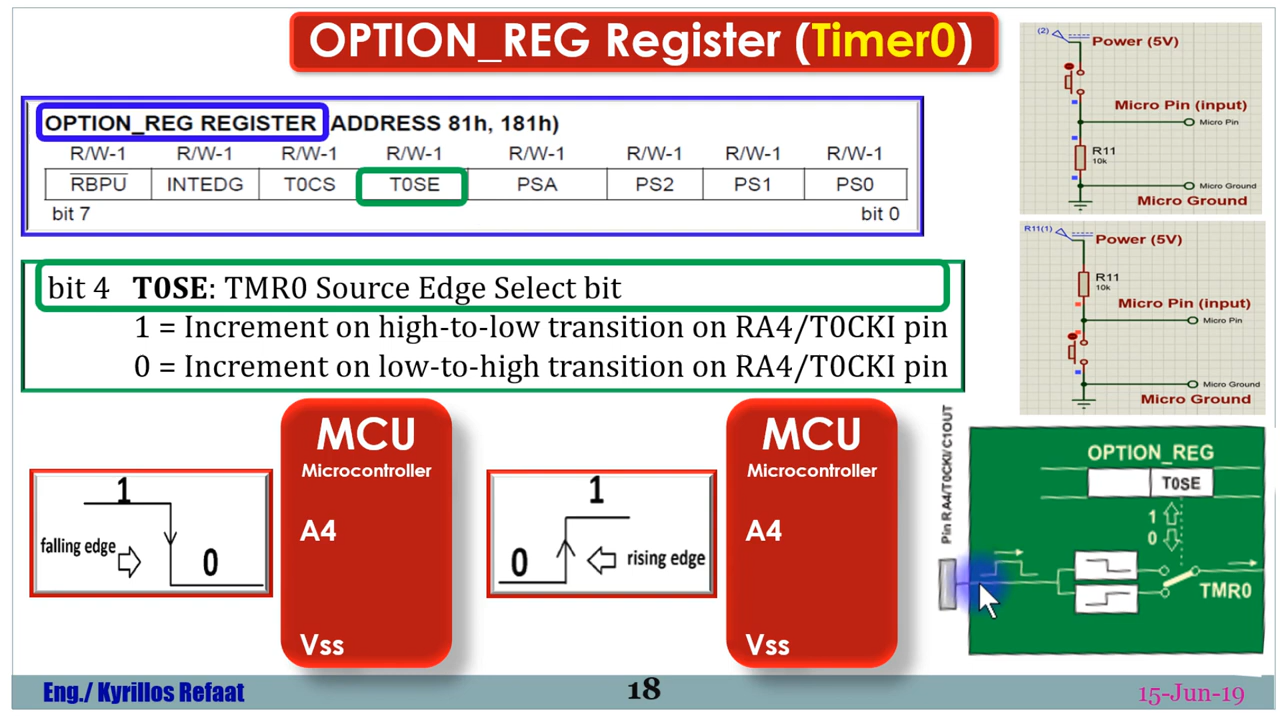 OPTION_REG Register (Timer0)
OPTION_REG REGISTER (ADDRESS 81h, 181h)
R/W-1 R/W-1 R/W-1 R/W-1 R/W-1 R/W-1 R/W-1 R/W-1
RBPU INTEDG T0CS T0SE PSA PS2 PS1 PS0
bit 7 bit 0
bit 4 T0SE: TMR0 Source Edge Select bit
1 = Increment on high-to-low transition on RA4/T0CKI pin
0 = Increment on low-to-high transition on RA4/T0CKI pin
(2)
Power (5V)
Micro Pin (input)
Micro Pin
R11
10k
Micro Ground
Micro Ground
R11(1)
Power (5V)
R11
10k
Micro Pin (input)
Micro Pin
Micro Ground
Micro Ground
1
falling edge
0
MCU
Microcontroller
A4
Vss
1
0
rising edge
MCU
Microcontroller
A4
Vss
Pin RA4/T0CKI/C1OUT
OPTION_REG
T0SE
1
0
TMR0
Eng./ Kyrillos Refaat
18
15-Jun-19